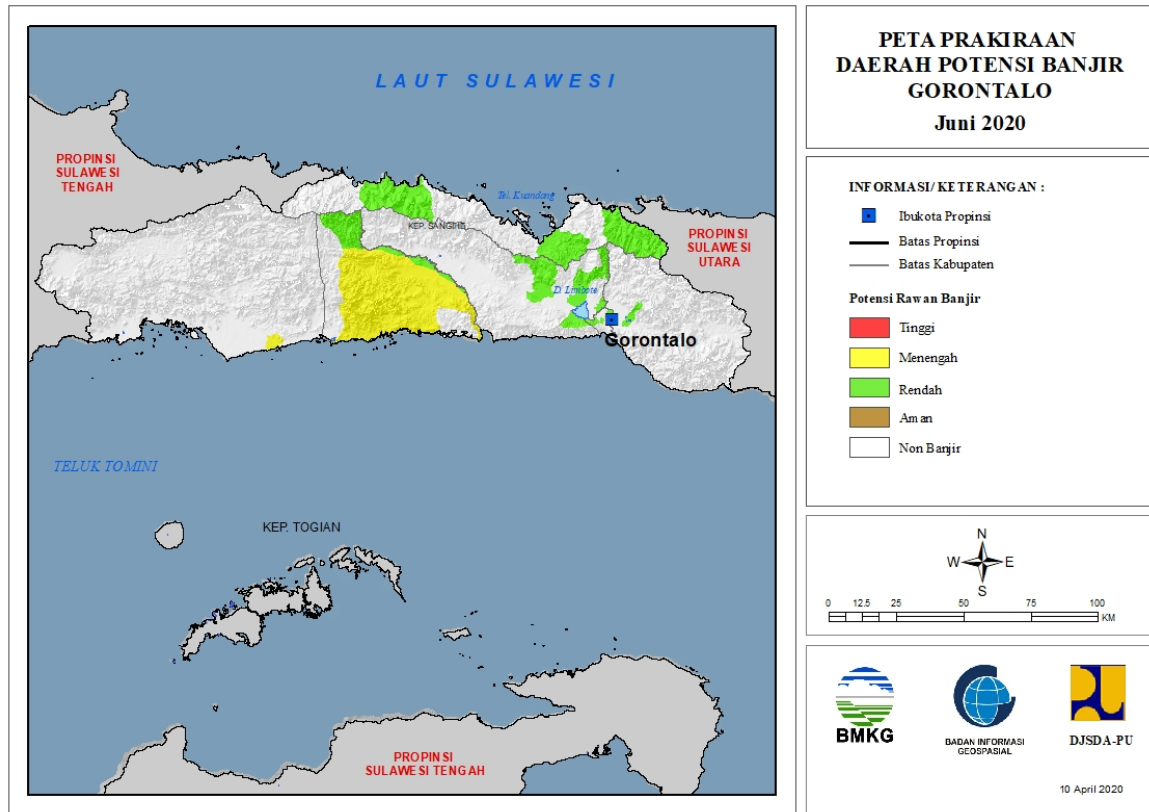 PETA PRAKIRAAN
DAERAH POTENSI BANJIR
GORONTALO
Juni 2020
LAUT SULAWESI
PROPINSI
SULAWESI
TENGAH
Tel. Kuandang
KEP. SANGIHE
PROPINSI
SULAWESI
UTARA
D. Limboto
Gorontalo
TELUK TOMINI
KEP. TOGIAN
PROPINSI
SULAWESI TENGAH
INFORMASI/ KETERANGAN :
Ibukota Propinsi
Batas Propinsi
Batas Kabupaten
Potensi Rawan Banjir
Tinggi
Menengah
Rendah
Aman
Non Banjir
N
W E
S
0 12.5 25 50 75 100
KM
BMKG
BADAN INFORMASI
GEOSPASIAL
DJSDA-PU
10 April 2020